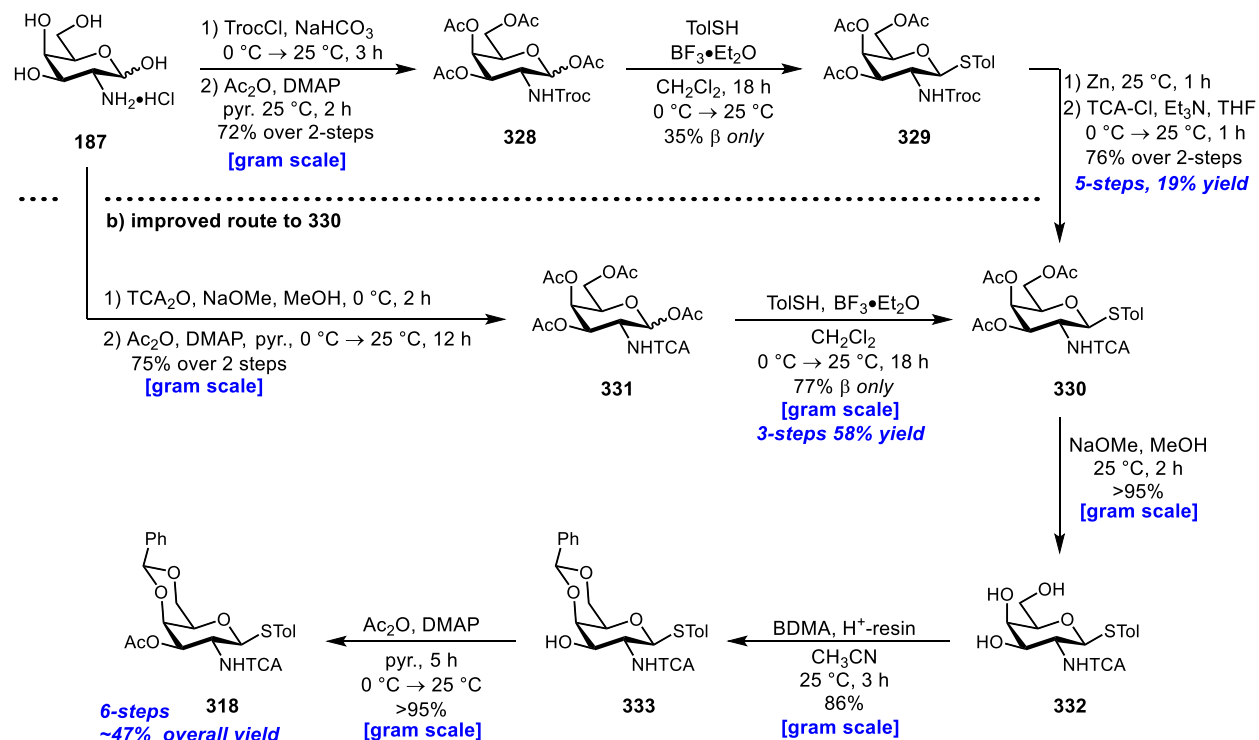 HO
OH
O
HO
OH
NH2•HCl
187
1) TrocCl, NaHCO3
0 °C → 25 °C, 3 h
2) Ac2O, DMAP
pyr. 25 °C, 2 h
72% over 2-steps
[gram scale]
AcO
OAc
O
AcO
OAc
NHTroc
328
TolSH
BF3•Et2O
CH2Cl2, 18 h
0 °C → 25 °C
35% β only
AcO
OAc
O
AcO
STol
NHTroc
329
1) Zn, 25 °C, 1 h
2) TCA-Cl, Et3N, THF
0 °C → 25 °C, 1 h
76% over 2-steps
5-steps, 19% yield
b) improved route to 330
1) TCA2O, NaOMe, MeOH, 0 °C, 2 h
2) Ac2O, DMAP, pyr., 0 °C → 25 °C, 12 h
75% over 2 steps
[gram scale]
AcO
OAc
O
AcO
OAc
NHTCA
331
TolSH, BF3•Et2O
CH2Cl2
0 °C → 25 °C, 18 h
77% β only
[gram scale]
3-steps 58% yield
AcO
OAc
O
AcO
STol
NHTCA
330
NaOMe, MeOH
25 °C, 2 h
>95%
[gram scale]
HO
OH
O
HO
STol
NHTCA
332
BDMA, H+-resin
CH3CN
25 °C, 3 h
86%
[gram scale]
Ph
O
O
O
HO
STol
NHTCA
333
Ac2O, DMAP
pyr., 5 h
0 °C → 25 °C
>95%
[gram scale]
Ph
O
O
O
AcO
STol
NHTCA
318
6-steps
~47% overall yield